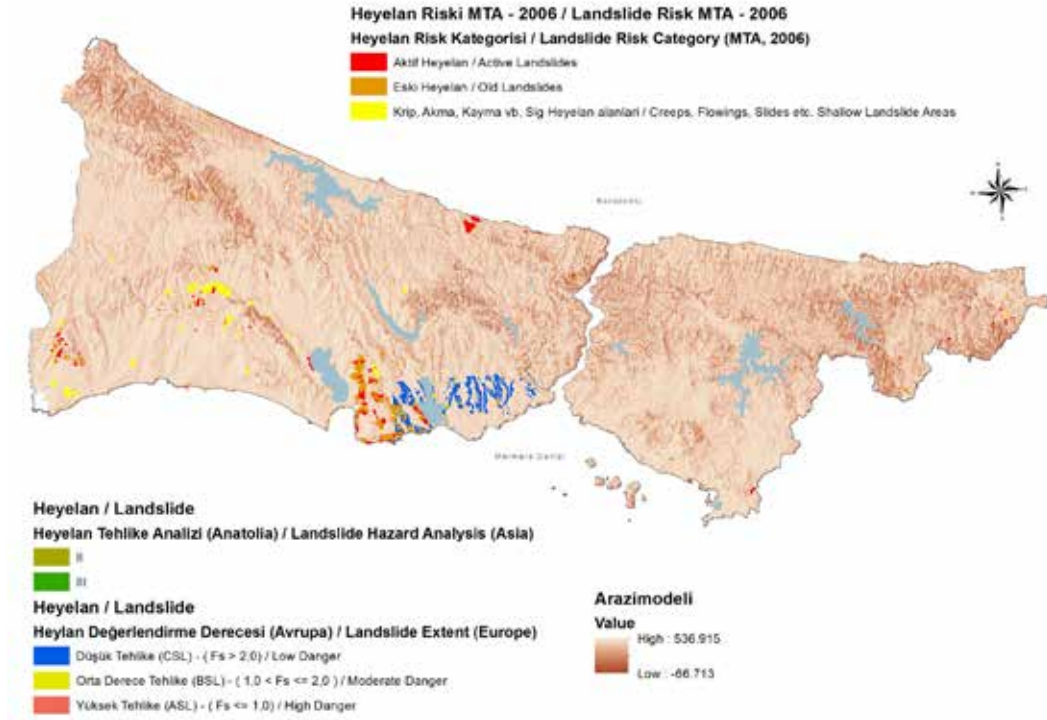 Heyelan Riski MTA - 2006 / Landslide Risk MTA - 2006
Heyelan Risk Kategorisi / Landslide Risk Category (MTA, 2006)
Aktif Heyelan / Active Landslides
Eski Heyelan / Old Landslides
Krip, Akma, Kayma vb, Sig Heyelan alanlari / Creeps, Flowings, Slides etc. Shallow Landslide Areas
Karadeniz
Marmara Denizi
Heyelan / Landslide
Heyelan Tehlike Analizi (Anatolia) / Landslide Hazard Analysis (Asia)
II
III
Heyelan / Landslide
Heylan Değerlendirme Derecesi (Avrupa) / Landslide Extent (Europe)
Düşük Tehlike (CSL) - ( Fs > 2,0) / Low Danger
Orta Derece Tehlike (BSL) - ( 1,0 < Fs <= 2,0 ) / Moderate Danger
Yüksek Tehlike (ASL) - ( Fs <= 1,0) / High Danger
Arazimodeli
Value
High : 536.915
Low : -66.713